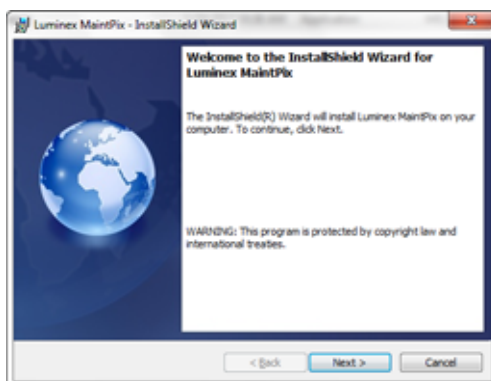 Luminex MaintPix - InstallShield Wizard
Welcome to the InstallShield Wizard for
Luminex MaintPix
The InstallShield(R) Wizard will install Luminex MaintPix on your
computer. To continue, click Next.
WARNING: This program is protected by copyright law and
international treaties.
< Back
Next >
Cancel